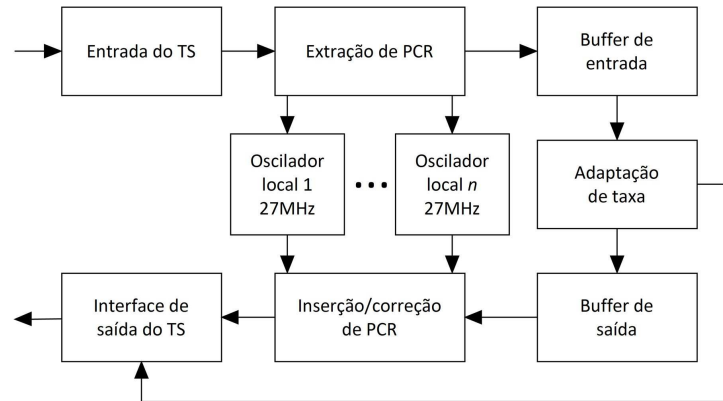 Entrada do TS
Extração de PCR
Buffer de
entrada
Oscilador
local 1
27MHz
...
Oscilador
local n
27MHz
Adaptação
de taxa
Interface de
saída do TS
Inserção/correção
de PCR
Buffer de
saída